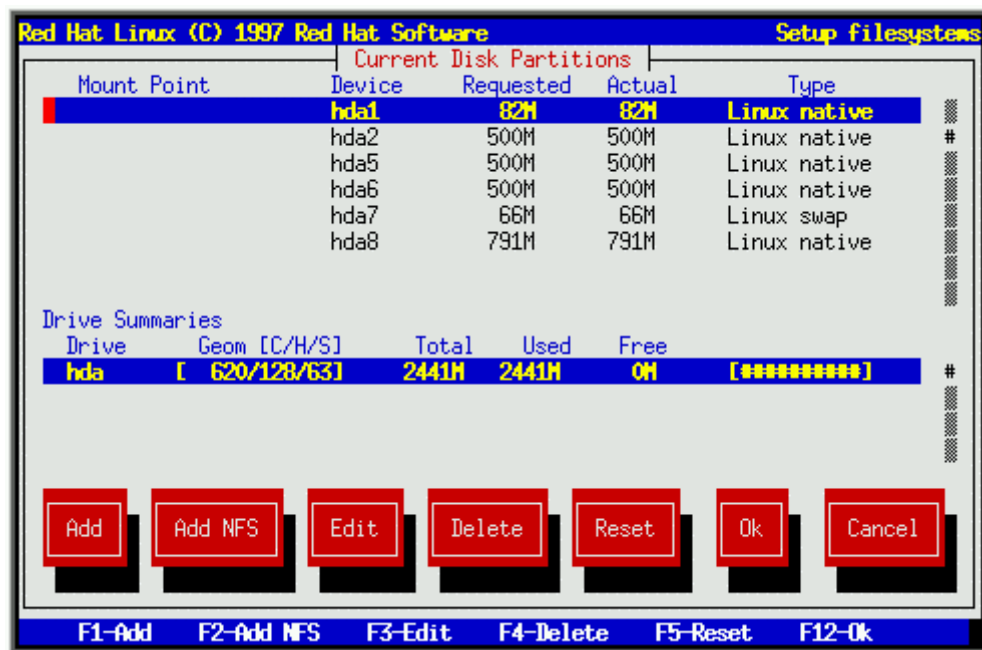 Red Hat Linux (C) 1997 Red Hat Software Setup filesystems
Current Disk Partitions
Mount Point Device Requested Actual Type
hda1 82M 82M Linux native
hda2 500M 500M Linux native #
hda5 500M 500M Linux native
hda6 500M 500M Linux native
hda7 66M 66M Linux swap
hda8 791M 791M Linux native
Drive Summaries
Drive Geom [C/H/S] Total Used Free
hda [ 620/128/63] 2441M 2441M 0M [##########] #
Add Add NFS Edit Delete Reset Ok Cancel
F1-Add F2-Add NFS F3-Edit F4-Delete F5-Reset F12-Ok